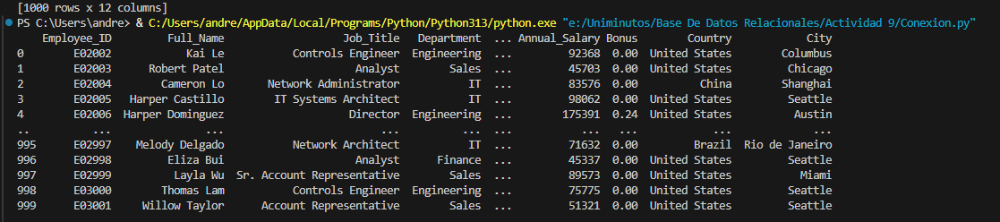 [1000 rows x 12 columns]
PS C:\Users\andre> & C:/Users/andre/AppData/Local/Programs/Python/Python313/python.exe "e:/Uniminutos/Base De Datos Relacionales/Actividad 9/Conexion.py"
Employee_ID Full_Name Job_Title Department ... Annual_Salary Bonus Country City
0 E02002 Kai Le Controls Engineer Engineering ... 92368 0.00 United States Columbus
1 E02003 Robert Patel Analyst Sales ... 45703 0.00 United States Chicago
2 E02004 Cameron Lo Network Administrator IT ... 83576 0.00 China Shanghai
3 E02005 Harper Castillo IT Systems Architect IT ... 98062 0.00 United States Seattle
4 E02006 Harper Dominguez Director Engineering ... 175391 0.24 United States Austin
.. ... ... ... ... ... ... ... ... ...
995 E02997 Melody Delgado Network Architect IT ... 71632 0.00 Brazil Rio de Janeiro
996 E02998 Eliza Bui Analyst Finance ... 45337 0.00 United States Seattle
997 E02999 Layla Wu Sr. Account Representative Sales ... 89573 0.00 United States Miami
998 E03000 Thomas Lam Controls Engineer Engineering ... 75775 0.00 United States Seattle
999 E03001 Willow Taylor Account Representative Sales ... 51321 0.00 United States Seattle